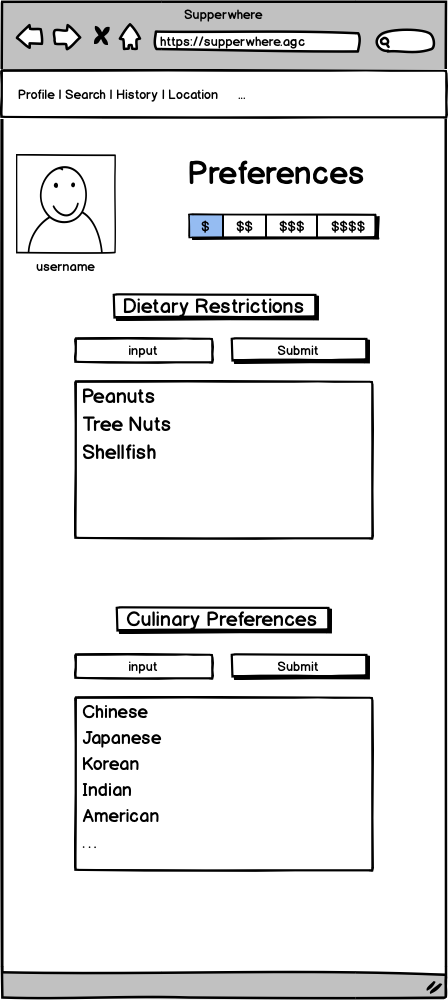 Supperwhere
https://supperwhere.agc
Profile | Search | History | Location ...
Preferences
$ $$ $$$ $$$$
username
Dietary Restrictions
input Submit
Peanuts
Tree Nuts
Shellfish
Culinary Preferences
input Submit
Chinese
Japanese
Korean
Indian
American
...